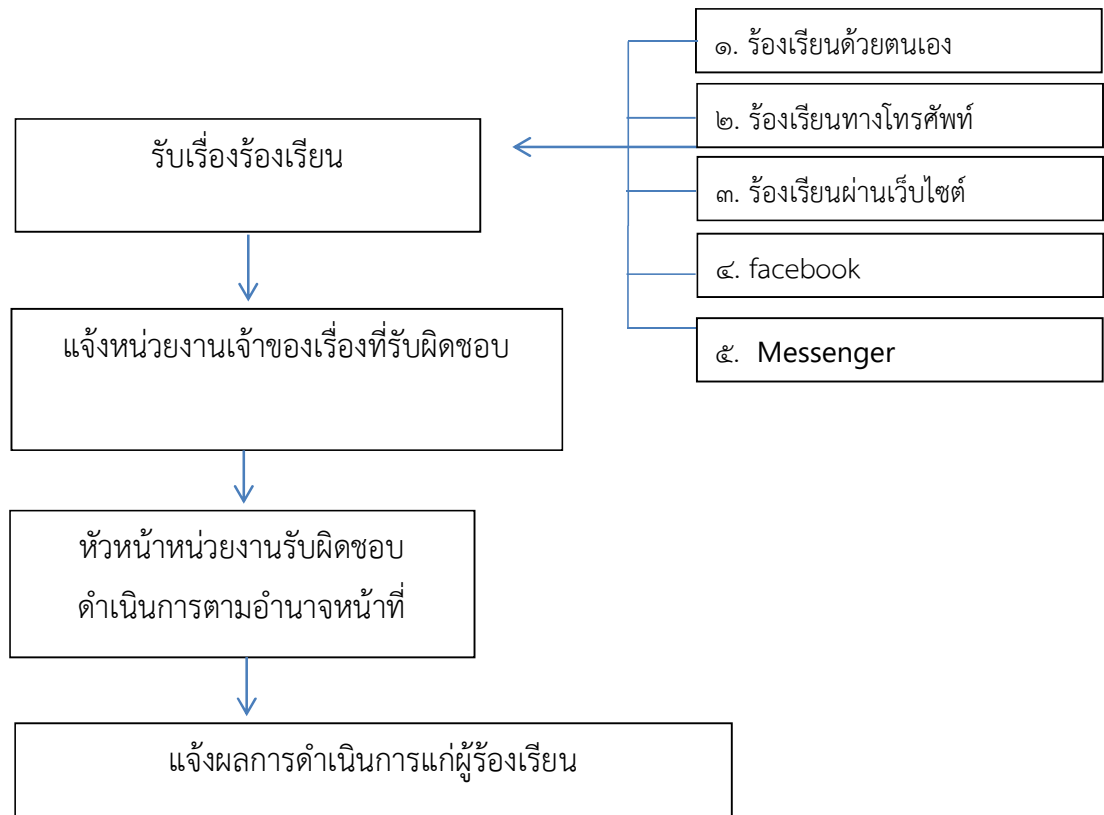 ๑. ร้องเรียนด้วยตนเอง
๒. ร้องเรียนทางโทรศัพท์
๓. ร้องเรียนผ่านเว็บไซต์
๔. facebook
๕. Messenger
รับเรื่องร้องเรียน
แจ้งหน่วยงานเจ้าของเรื่องที่รับผิดชอบ
หัวหน้าหน่วยงานรับผิดชอบ
ดำเนินการตามอำนาจหน้าที่
แจ้งผลการดำเนินการแก่ผู้ร้องเรียน